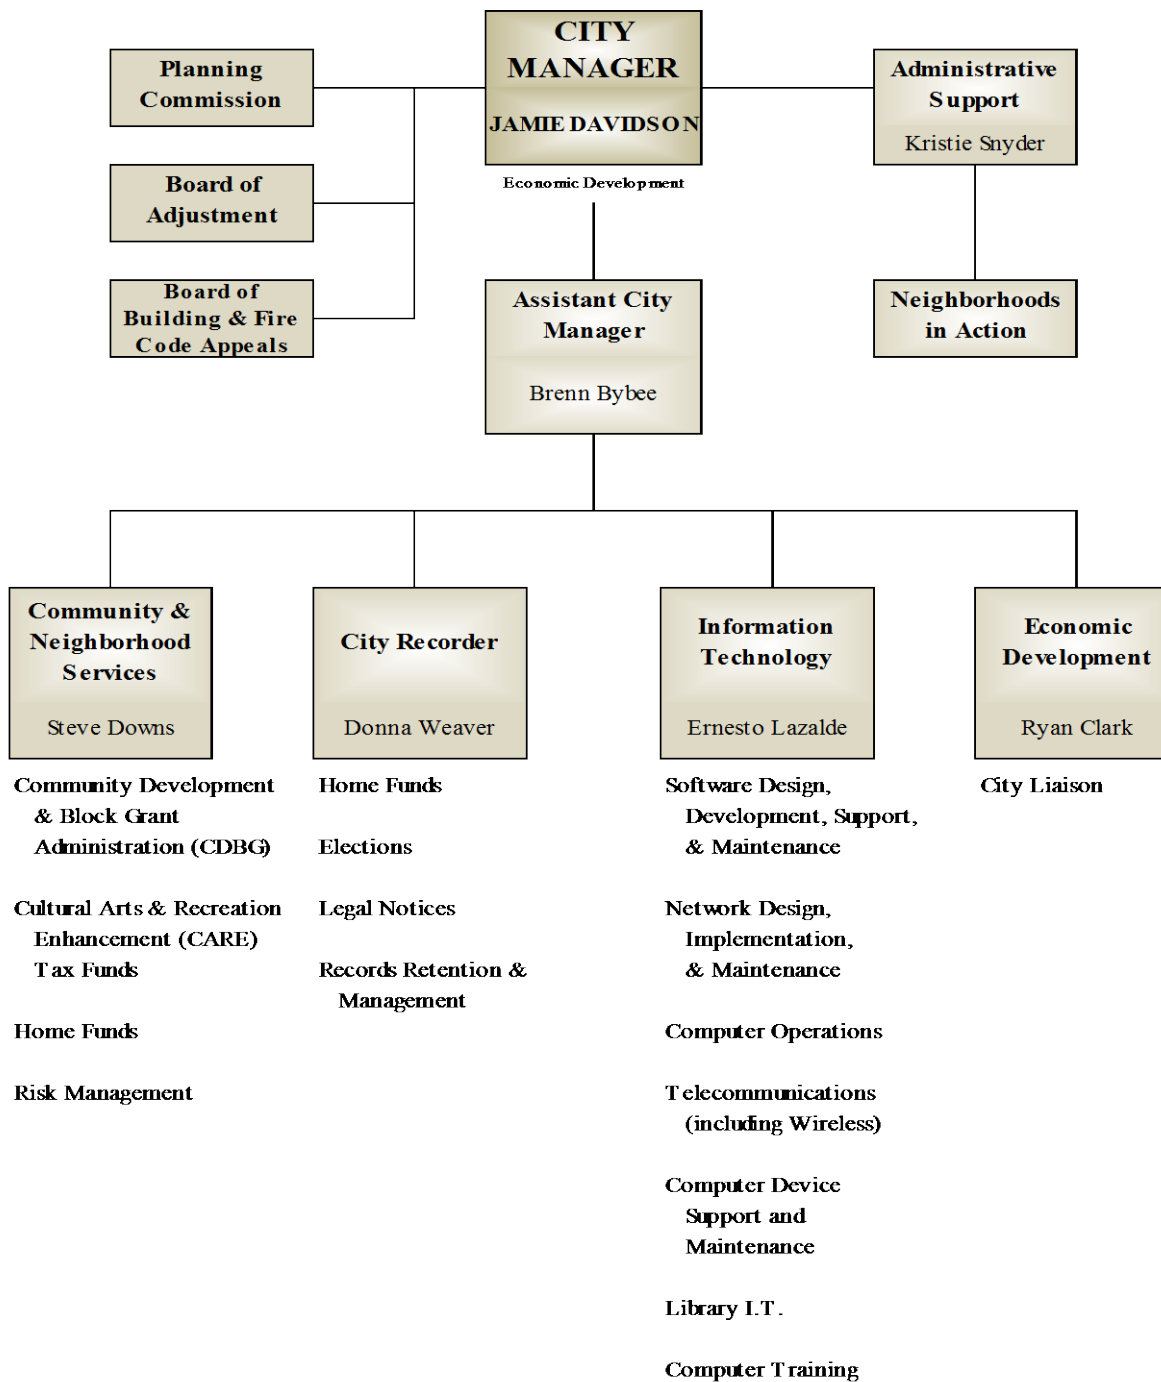 CITY
MANAGER
JAMIE DAVIDSON
Economic Development
Planning
Commission
Board of
Adjustment
Board of
Building & Fire
Code Appeals
Administrative
Support
Kristie Snyder
Neighborhoods
in Action
Assistant City
Manager
Brenn Bybee
Community &
Neighborhood
Services
Steve Downs
Community Development
& Block Grant
Administration (CDBG)
Cultural Arts & Recreation
Enhancement (CARE)
Tax Funds
Home Funds
Risk Management
City Recorder
Donna Weaver
Home Funds
Elections
Legal Notices
Records Retention &
Management
Information
Technology
Ernesto Lazalde
Software Design,
Development, Support,
& Maintenance
Network Design,
Implementation,
& Maintenance
Computer Operations
Telecommunications
(including Wireless)
Computer Device
Support and
Maintenance
Library I.T.
Computer Training
Economic
Development
Ryan Clark
City Liaison